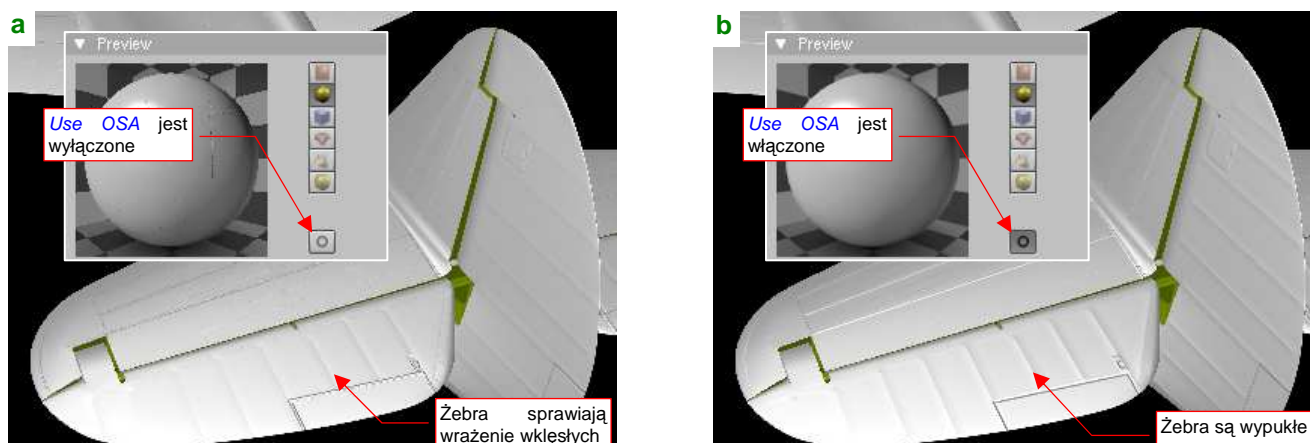 a
Preview
Use OSA jest
wyłączone
Żebra sprawiają
wrażenie wklęsłych
b
Preview
Use OSA jest
włączone
Żebra są wypukłe